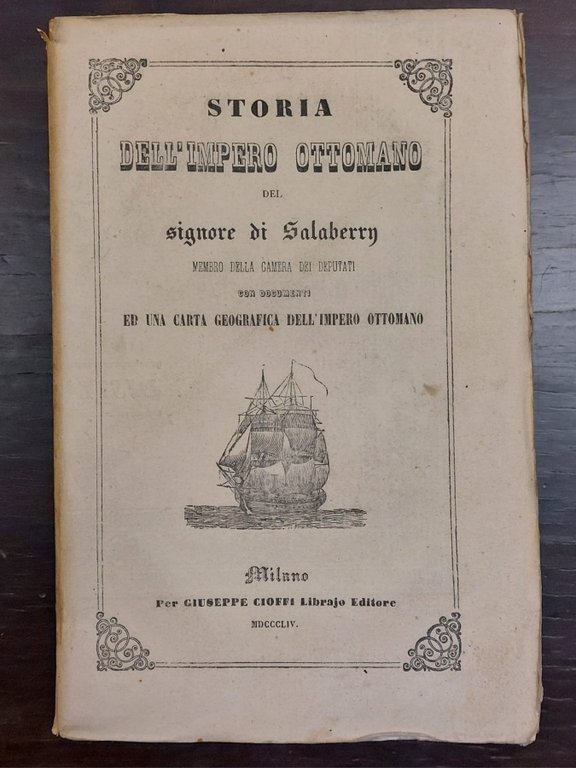 STORIA
DELL'IMPERO OTTOMANO
DEL
signore di Salaberry
MEMBRO DELLA CAMERA DEI DEPUTATI
CON DOCUMENTI
ED UNA CARTA GEOGRAFICA DELL'IMPERO OTTOMANO
Milano
Per GIUSEPPE CIOFFI Librajo Editore
MDCCCLIV.